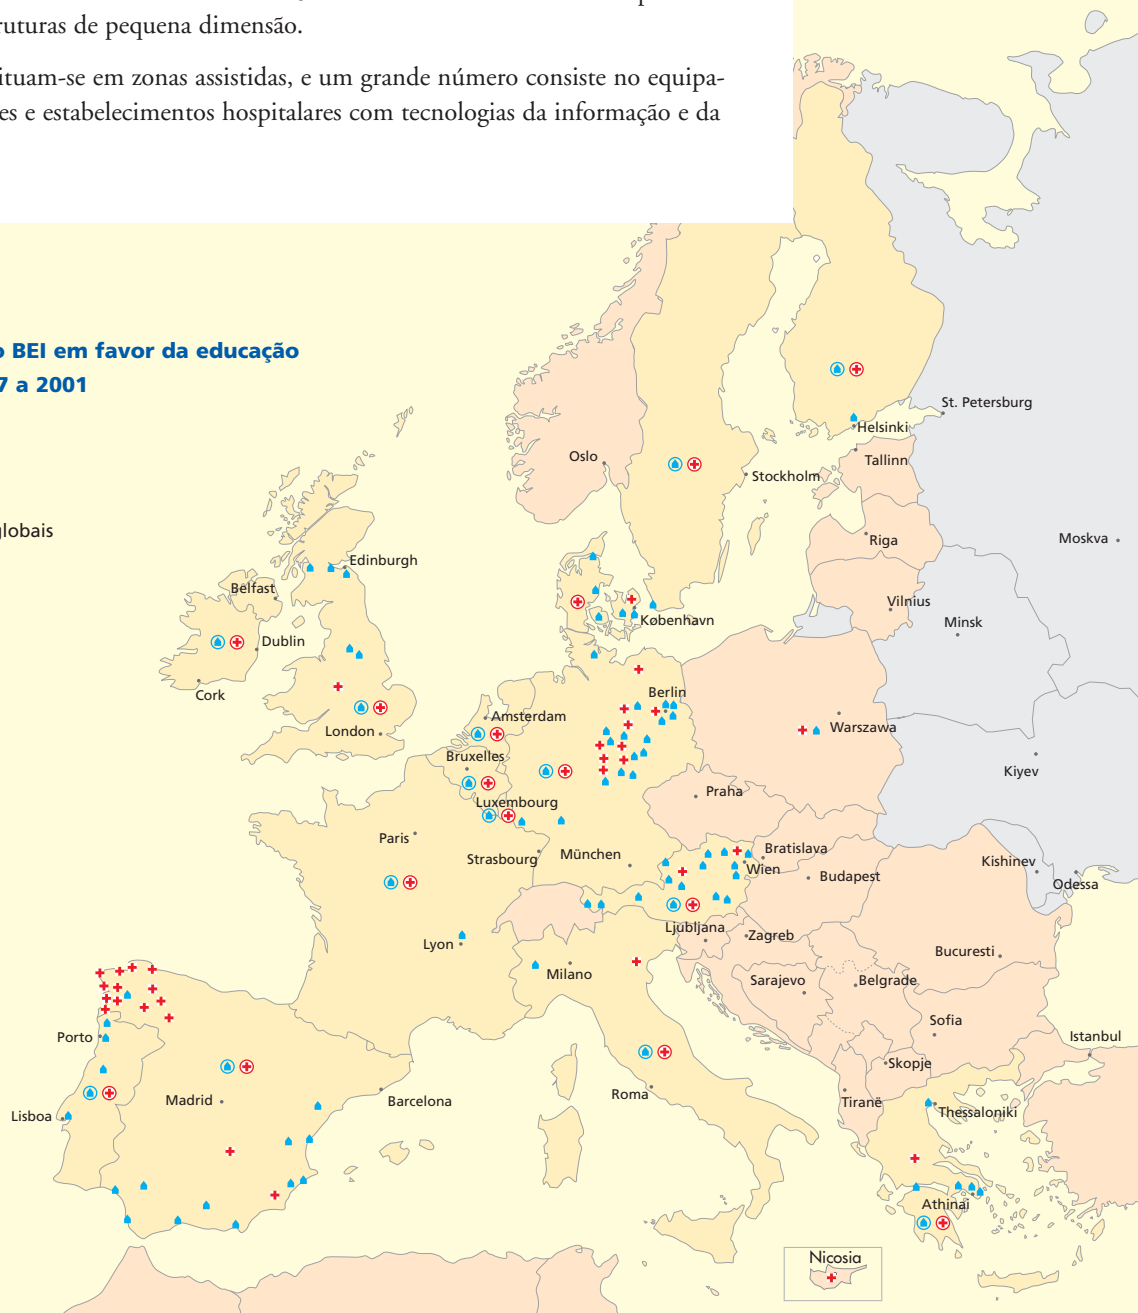 ruturas de pequena dimensão.
ituam-se em zonas assistidas, e um grande número consiste no equipa-
es e estabelecimentos hospitalares com tecnologias da informação e da
o BEI em favor da educação
7 a 2001
globais
St. Petersburg
Helsinki
Tallinn
Oslo
Stockholm
Riga
Moskva
Edinburgh
Belfast
Vilnius
København
Minsk
Dublin
Cork
Berlin
Amsterdam
London
Warszawa
Bruxelles
Kiyev
Praha
Luxembourg
Paris
Strasbourg
München
Bratislava
Wien
Kishinev
Budapest
Odessa
Ljubljana
Zagreb
Lyon
Bucuresti
Milano
Sarajevo
Belgrade
Sofia
Porto
Istanbul
Skopje
Roma
Madrid
Barcelona
Tiranë
Lisboa
Thessaloniki
Athinai
Nicosia